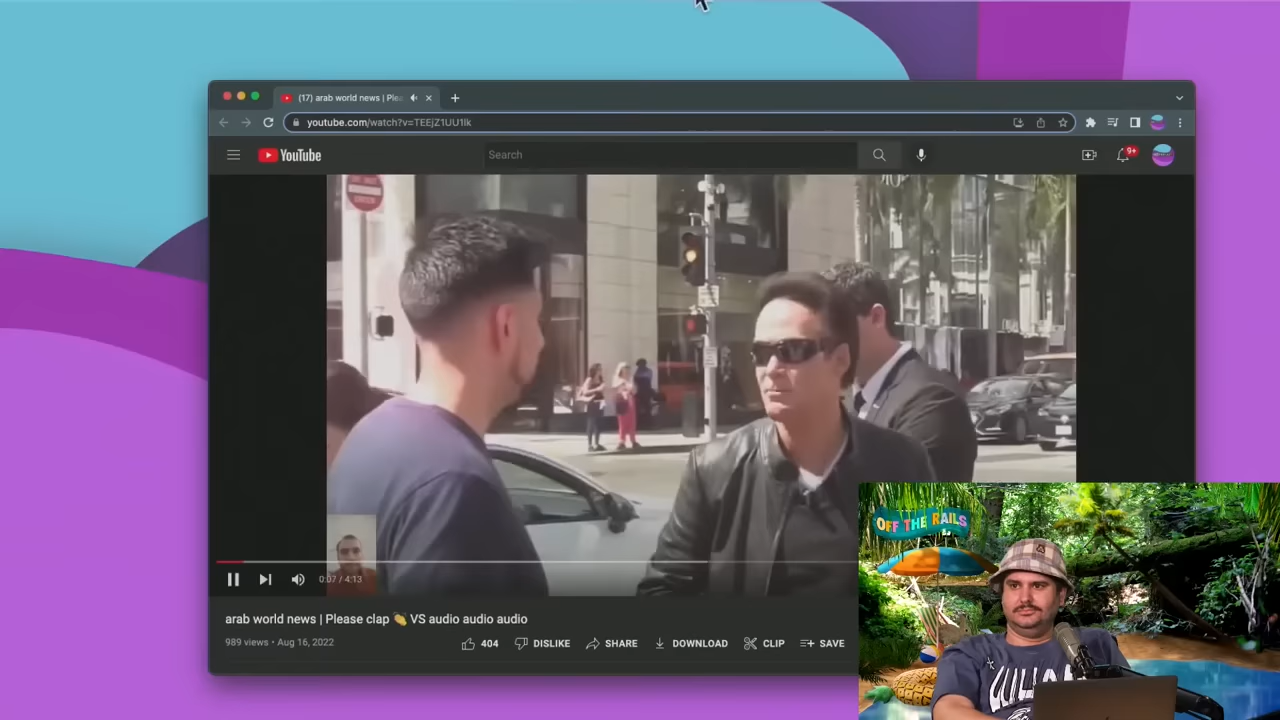 (17) arab world news | Plea
youtube.com/watch?v=TEEjZ1UU1lk
YouTube
Search
9+
0:07 / 4:13
arab world news | Please clap 👏 VS audio audio audio
989 views • Aug 16, 2022
404
DISLIKE
SHARE
DOWNLOAD
CLIP
SAVE
OFF THE RAILS